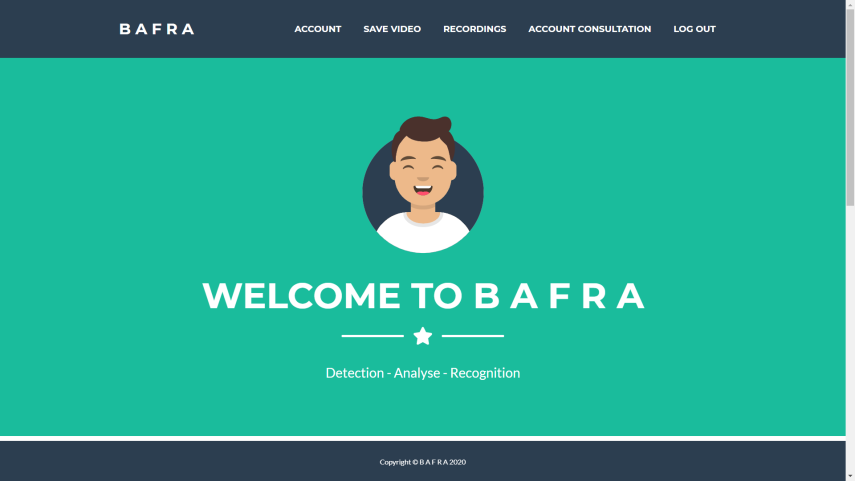 B A F R A
ACCOUNT SAVE VIDEO RECORDINGS ACCOUNT CONSULTATION LOG OUT
WELCOME TO B A F R A
Detection - Analyse - Recognition
Copyright © B A F R A 2020